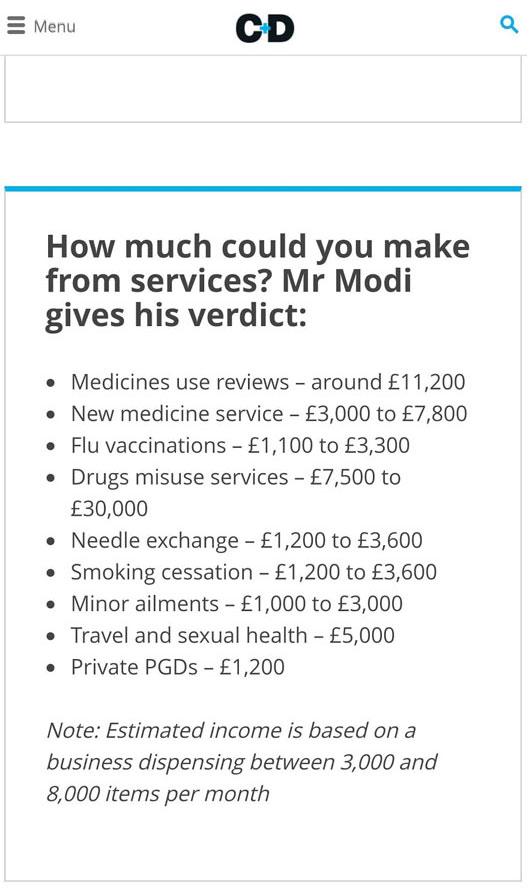 Menu
C+D
How much could you make
from services? Mr Modi
gives his verdict:
• Medicines use reviews – around £11,200
• New medicine service – £3,000 to £7,800
• Flu vaccinations – £1,100 to £3,300
• Drugs misuse services – £7,500 to
£30,000
• Needle exchange – £1,200 to £3,600
• Smoking cessation – £1,200 to £3,600
• Minor ailments – £1,000 to £3,000
• Travel and sexual health – £5,000
• Private PGDs – £1,200
Note: Estimated income is based on a
business dispensing between 3,000 and
8,000 items per month